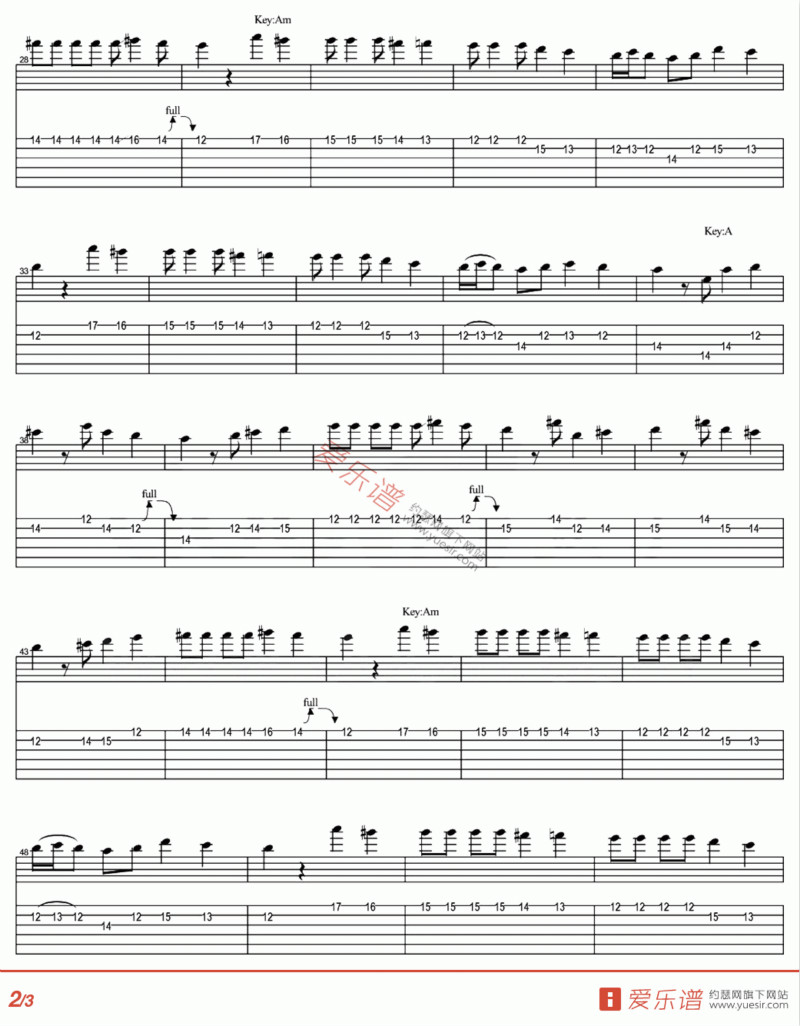 Key:Am
28
full
14 14 14 14 14 16 14 12 17 16 15 15 15 14 13 12 12 12 15 13 12 13 12 14 12 15 13
Key:A
33
12 17 16 15 15 15 14 13 12 12 12 15 13 12 13 12 14 12 13 12 14 14 14 12
38
full full
14 12 14 12 14 12 14 15 12 12 12 12 12 14 12 15 14 12 14 15 14 15 14
爱乐谱
约瑟网旗下网站
www.yuesir.com
Key:Am
43
full
12 14 15 12 14 14 14 14 16 14 12 17 16 15 15 15 15 14 13 12 12 12 12 15 13
48
12 13 12 14 12 15 13 12 17 16 15 15 15 15 14 13 12 12 12 12 15 13
2/3
爱乐谱
约瑟网旗下网站
www.yuesir.com